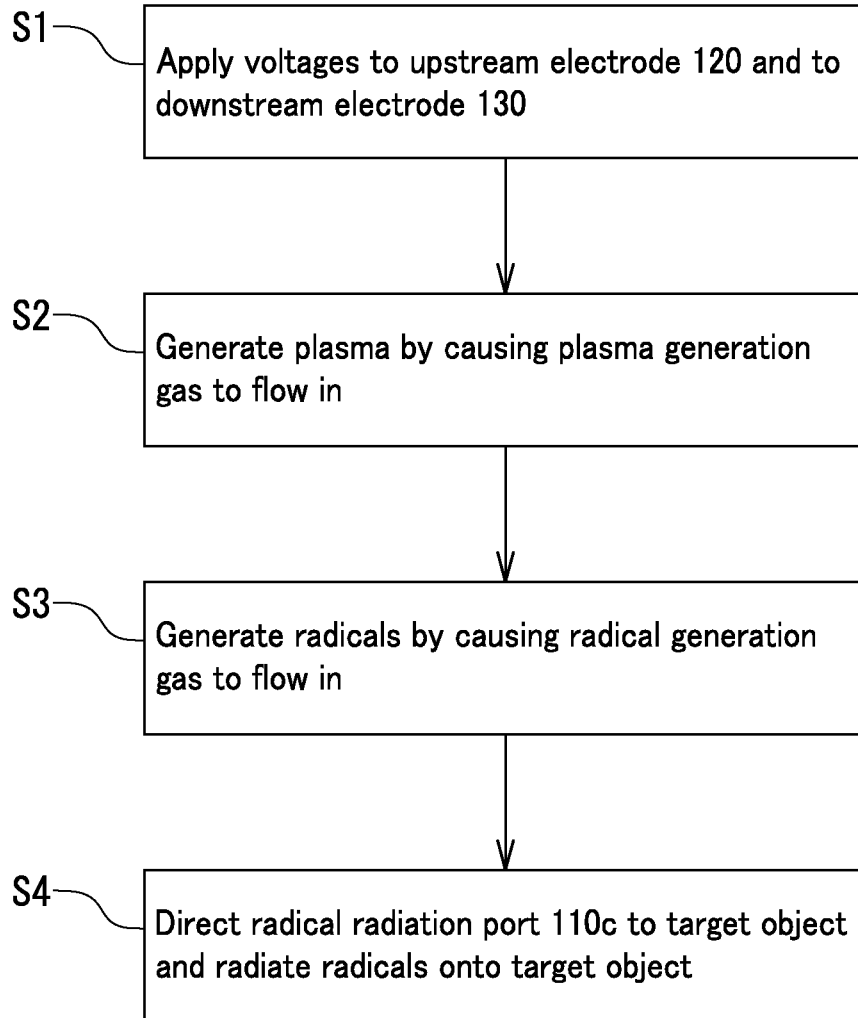 S1
Apply voltages to upstream electrode 120 and to
downstream electrode 130
S2
Generate plasma by causing plasma generation
gas to flow in
S3
Generate radicals by causing radical generation
gas to flow in
S4
Direct radical radiation port 110c to target object
and radiate radicals onto target object